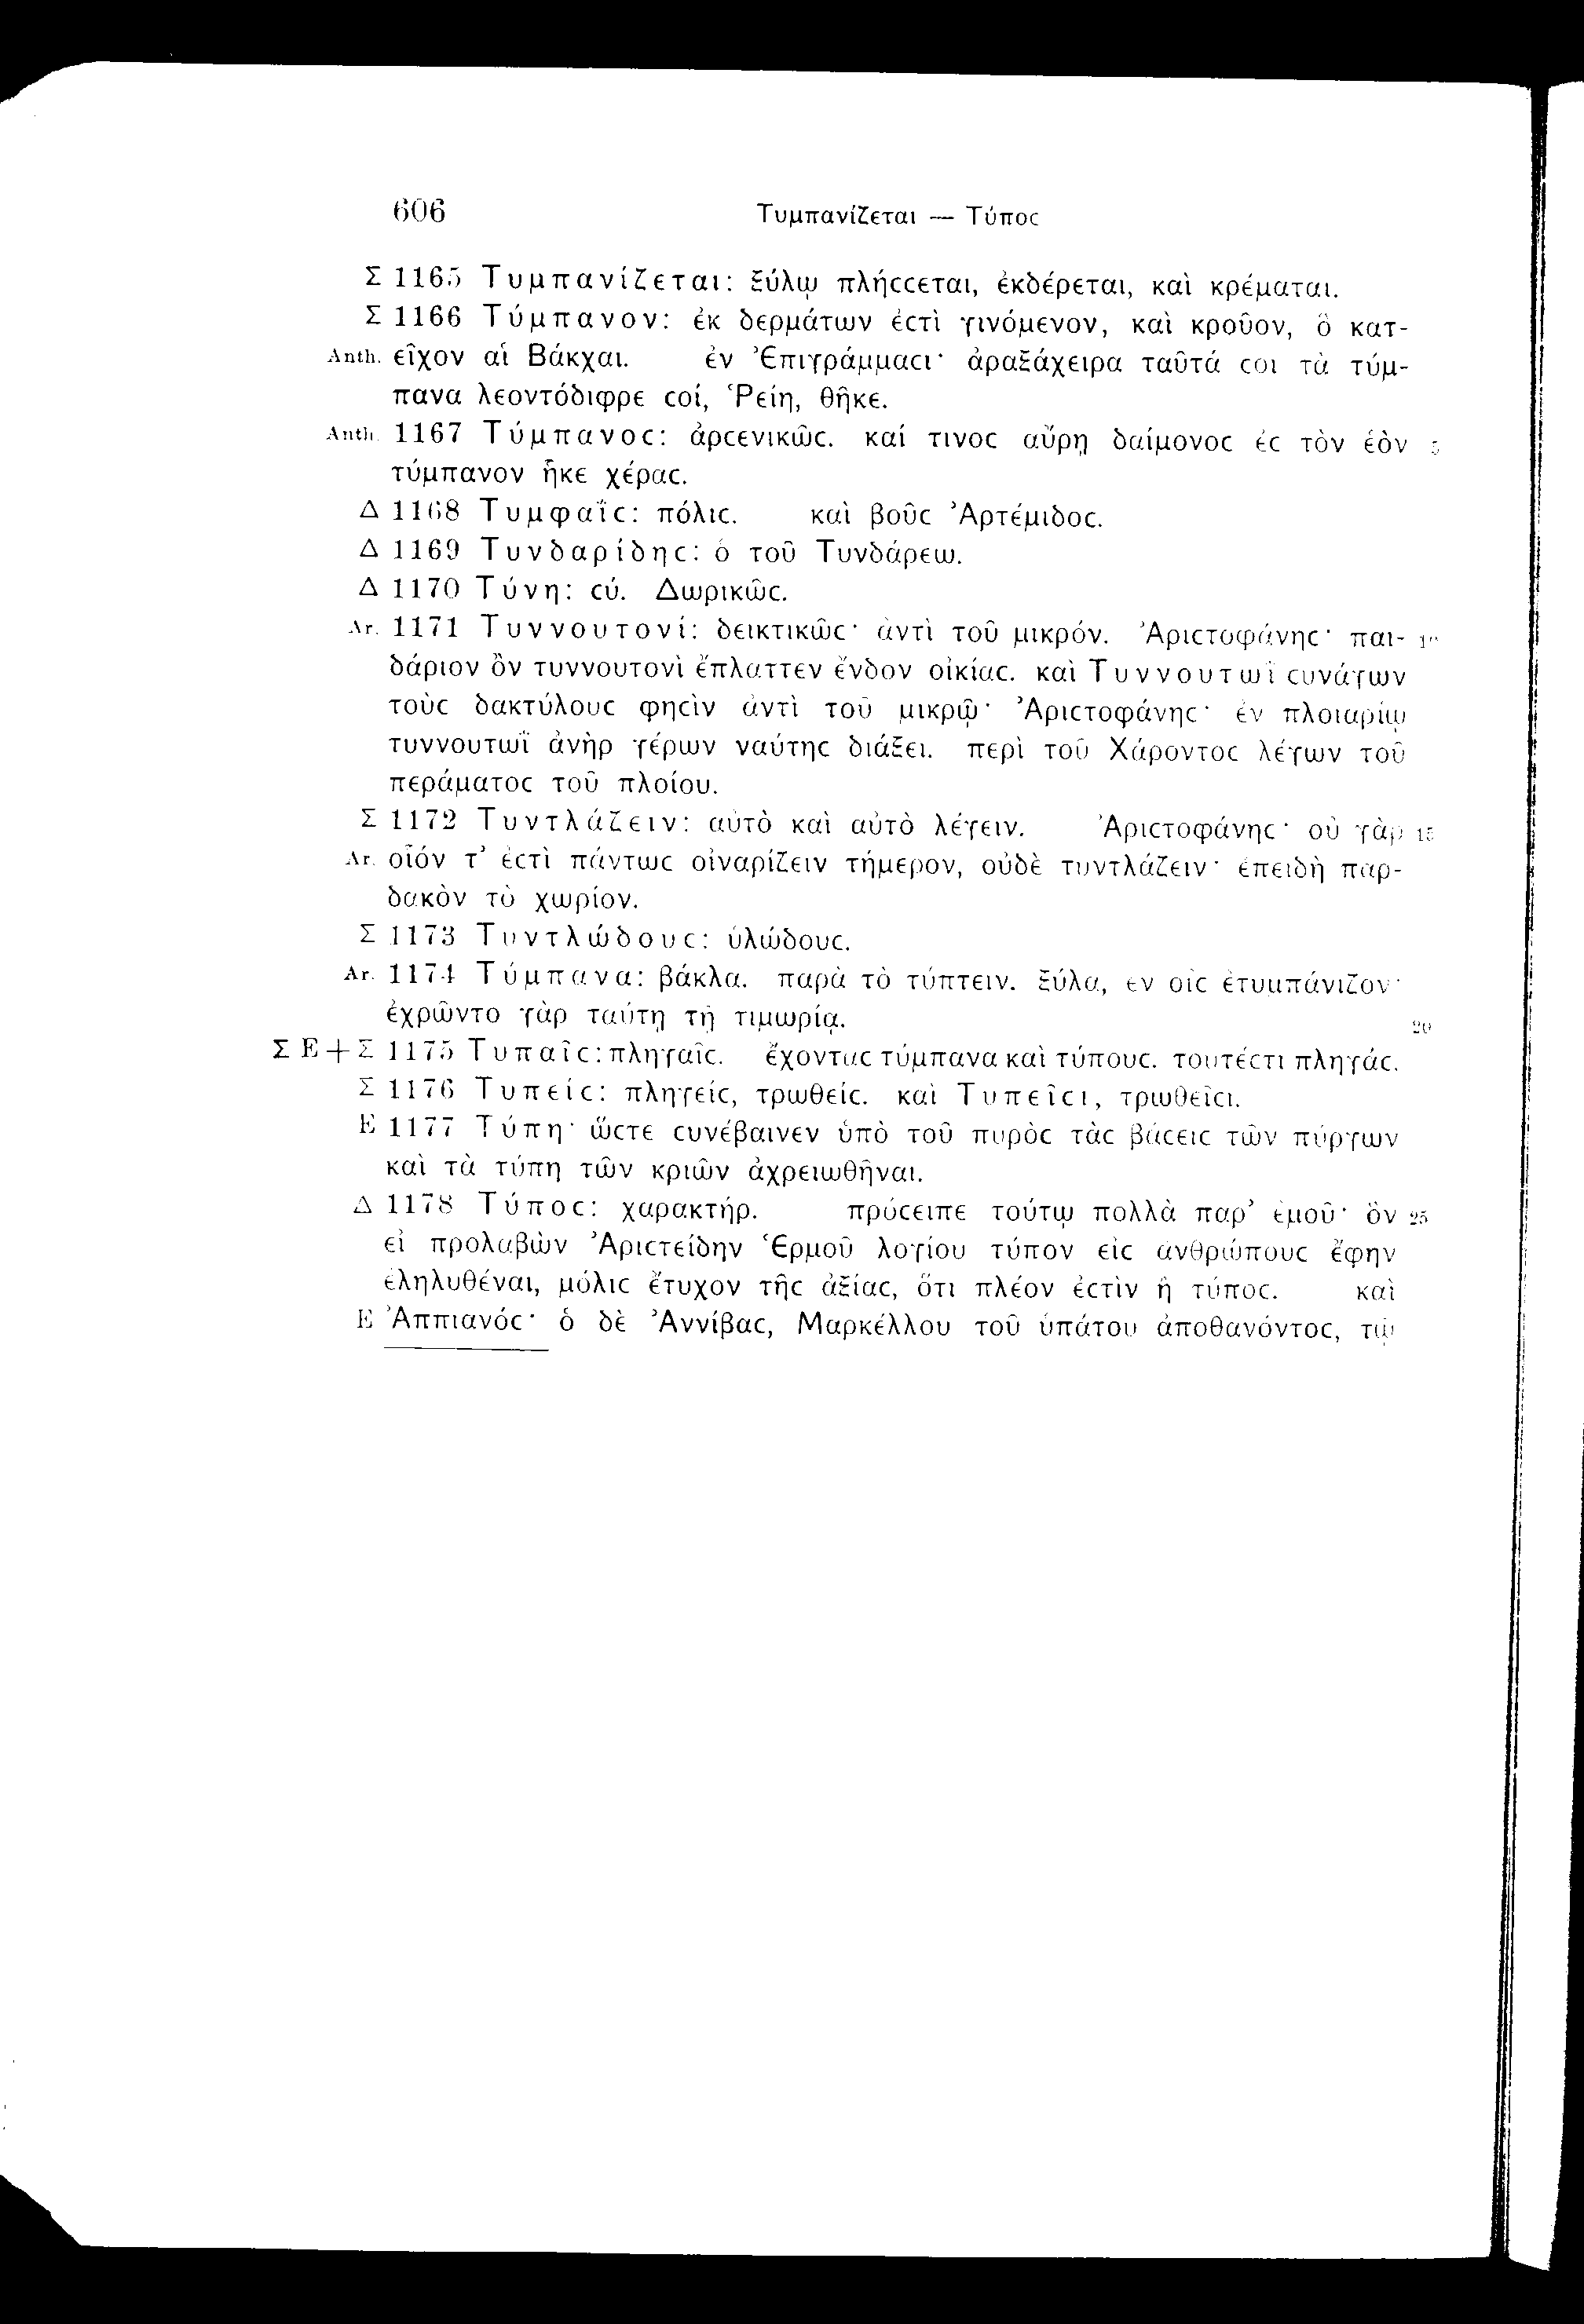 606 Τυμπανίζεται — Τύποϲ
Σ 1165 Τυμπανίζεται: ξύλῳ πλήϲϲεται, ἐκδέρεται, καὶ κρέμαται.
Σ 1166 Τύμπανον: ἐκ δερμάτων ἐϲτὶ γινόμενον, καὶ κροῦον, ὃ κατ-
Anth. εῖχον αἱ Βάκχαι. ἐν Ἐπιγράμμαϲι· ἀραξάχειρα ταῦτά ϲοι τὰ τύμ-
πανα λεοντόδιφρε ϲοί, Ῥείη, θῆκε.
Anth. 1167 Τύμπανοϲ: ἀρϲενικῶϲ. καί τινοϲ αὔρῃ δαίμονοϲ ἐϲ τὸν ἑὸν 5
τύμπανον ἧκε χέραϲ.
Δ 1168 Τυμφαΐϲ: πόλιϲ. καὶ βοῦϲ Ἀρτέμιδοϲ.
Δ 1169 Τυνδαρίδηϲ: ὁ τοῦ Τυνδάρεω.
Δ 1170 Τύνη: ϲύ. Δωρικῶϲ.
Ar. 1171 Τυννουτονί: δεικτικῶϲ· ἀντὶ τοῦ μικρόν. Ἀριϲτοφάνηϲ· παι- 10
δάριον ὂν τυννουτονὶ ἔπλαττεν ἔνδον οἰκίαϲ. καὶ Τυννουτωῒ ϲυνάγων
τοὺϲ δακτύλουϲ φηϲὶν ἀντὶ τοῦ μικρῷ· Ἀριϲτοφάνηϲ· ἐν πλοιαρίῳ
τυννουτωῒ ἀνὴρ γέρων ναύτηϲ διάξει. περὶ τοῦ Χάροντοϲ λέγων τοῦ
περάματοϲ τοῦ πλοίου.
Σ 1172 Τυντλάζειν: αὐτὸ καὶ αὐτὸ λέγειν. Ἀριϲτοφάνηϲ· οὐ γὰρ 15
Ar. οἷόν τ’ ἐϲτὶ πάντωϲ οἰναρίζειν τήμερον, οὐδὲ τυντλάζειν· ἐπειδὴ παρ-
δακὸν τὸ χωρίον.
Σ 1173 Τυντλώδουϲ: ὑλώδουϲ.
Ar. 1174 Τύμπανα: βάκλα. παρὰ τὸ τύπτειν. ξύλα, ἐν οἷϲ ἐτυμπάνιζον·
ἐχρῶντο γὰρ ταύτῃ τῇ τιμωρίᾳ. 20
Σ E+Σ 1175 Τυπαῖϲ: πληγαῖϲ. ἔχονταϲ τύμπανα καὶ τύπουϲ. τουτέϲτι πληγάϲ.
Σ 1176 Τυπείϲ: πληγείϲ, τρωθείϲ. καὶ Τυπεῖϲι, τρωθεῖϲι.
E 1177 Τύπη· ὥϲτε ϲυνέβαινεν ὑπὸ τοῦ πυρὸϲ τὰϲ βάϲειϲ τῶν πύργων
καὶ τὰ τύπη τῶν κριῶν ἀχρειωθῆναι.
Δ 1178 Τύποϲ: χαρακτήρ. πρόϲειπε τούτῳ πολλὰ παρ’ ἐμοῦ· ὃν 25
εἰ προλαβὼν Ἀριϲτείδην Ἑρμοῦ λογίου τύπον εἰϲ ἀνθρώπουϲ ἔφην
ἐληλυθέναι, μόλιϲ ἔτυχον τῆϲ ἀξίαϲ, ὅτι πλέον ἐϲτὶν ἢ τύποϲ. καὶ
E Ἀππιανόϲ· ὁ δὲ Ἀννίβαϲ, Μαρκέλλου τοῦ ὑπάτου ἀποθανόντοϲ, τῷ